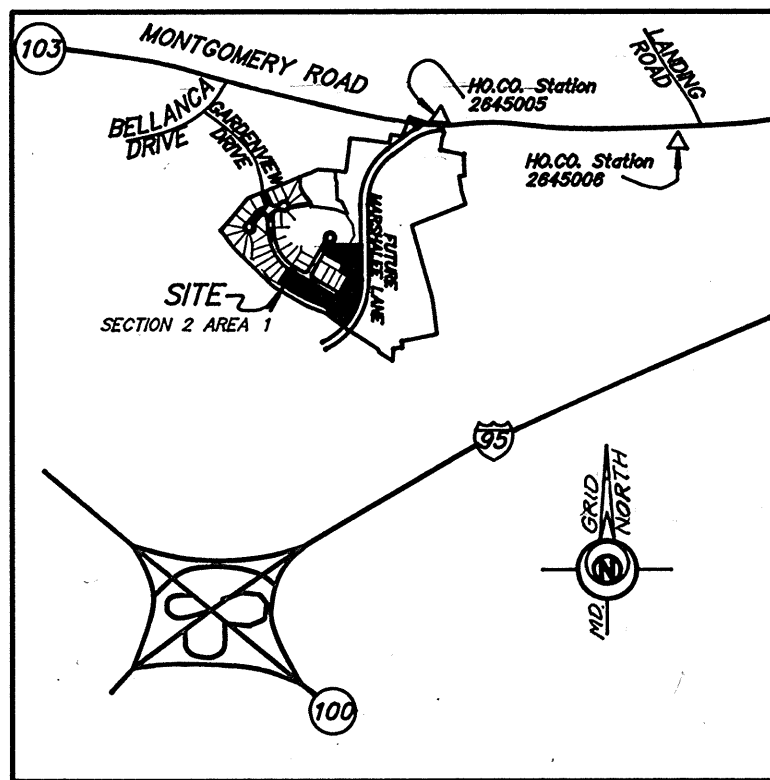 103
MONTGOMERY ROAD
LANDING
ROAD
HO.CO. Station
2645005
BELLANCA
DRIVE
GARDENVIEW
DRIVE
HO.CO. Station
2645006
FUTURE
MARSHALEE LANE
SITE
SECTION 2 AREA 1
95
GRID
NORTH
N
MD.
100